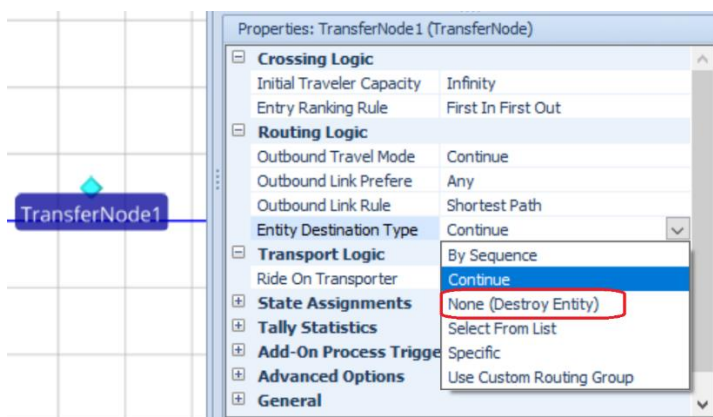 Properties: TransferNode1 (TransferNode)
Crossing Logic
Initial Traveler Capacity Infinity
Entry Ranking Rule First In First Out
Routing Logic
Outbound Travel Mode Continue
Outbound Link Prefere Any
Outbound Link Rule Shortest Path
TransferNode1
Entity Destination Type Continue
Transport Logic By Sequence
Ride On Transporter Continue
State Assignments None (Destroy Entity)
Tally Statistics Select From List
Add-On Process Trigge Specific
Advanced Options Use Custom Routing Group
General